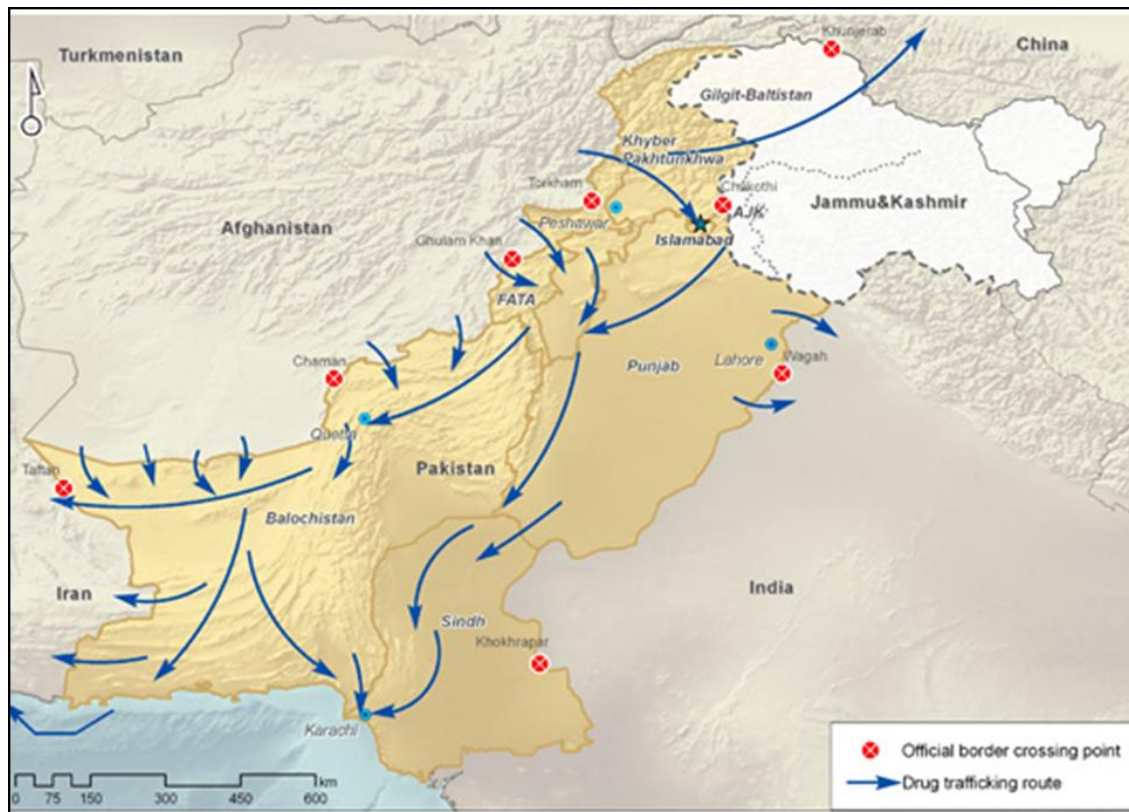 Turkmenistan
Khunjerab
China
Gilgit-Baltistan
Khyber
Pakhtunkhwa
Torkham
Chakothi
Jammu&Kashmir
AJK
Peshawar
Afghanistan
Ghulam Khan
Islamabad
FATA
Chaman
Punjab
Lahore
Wagah
Quetta
Taftan
Pakistan
Balochistan
Iran
India
Sindh
Khokhrapar
Karachi
Official border crossing point
Drug trafficking route
km
0 75 150 300 450 600